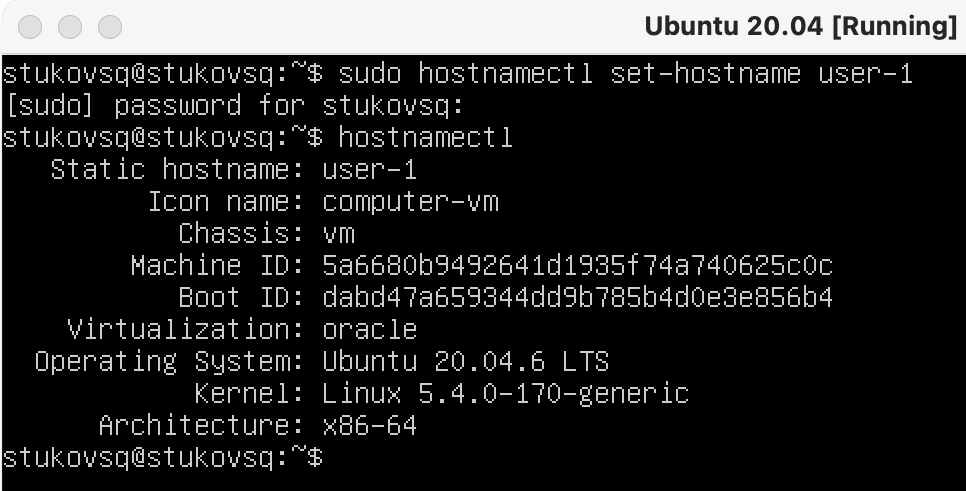 Ubuntu 20.04 [Running]
stukovsq@stukovsq:~$ sudo hostnamectl set-hostname user-1
[sudo] password for stukovsq:
stukovsq@stukovsq:~$ hostnamectl
Static hostname: user-1
Icon name: computer-vm
Chassis: vm
Machine ID: 5a6680b9492641d1935f74a740625c0c
Boot ID: dabd47a659344dd9b785b4d0e3e856b4
Virtualization: oracle
Operating System: Ubuntu 20.04.6 LTS
Kernel: Linux 5.4.0-170-generic
Architecture: x86-64
stukovsq@stukovsq:~$